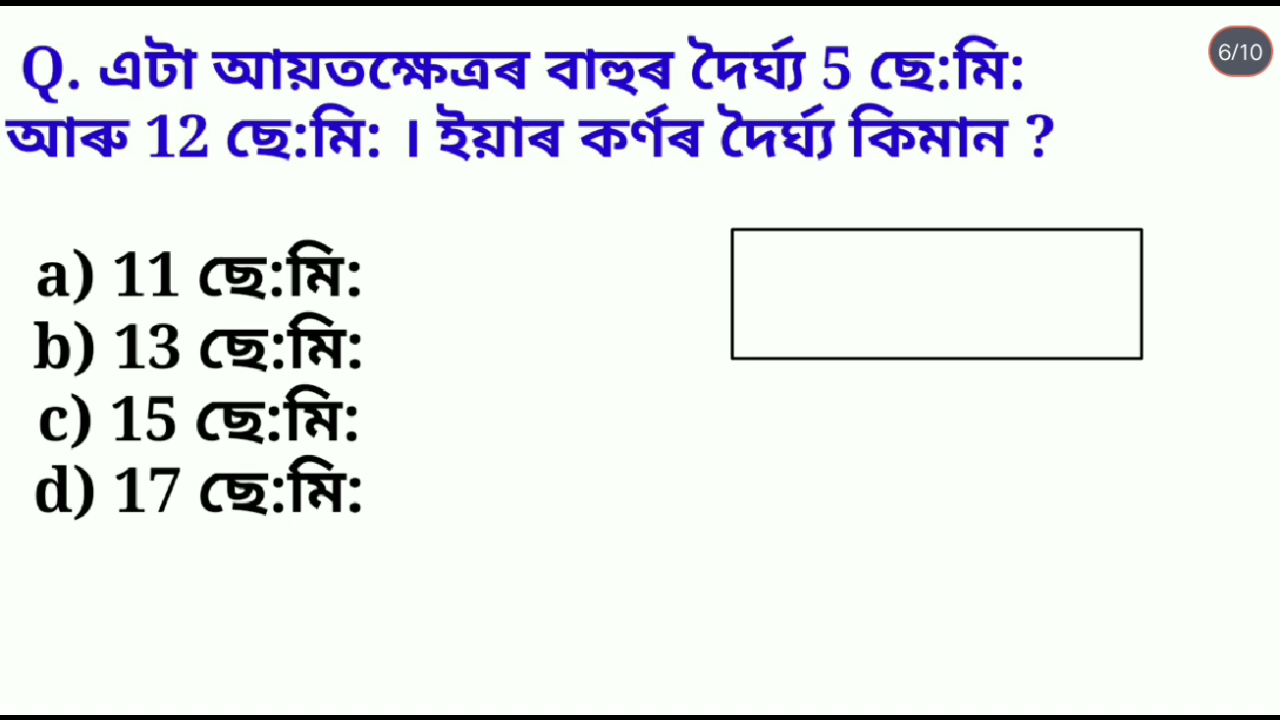 Q. এটা আয়তক্ষেত্ৰৰ বাহুৰ দৈৰ্ঘ্য 5 ছে:মি:
আৰু 12 ছে:মি: । ইয়াৰ কৰ্ণৰ দৈৰ্ঘ্য কিমান ?
6/10
a) 11 ছে:মি:
b) 13 ছে:মি:
c) 15 ছে:মি:
d) 17 ছে:মি: